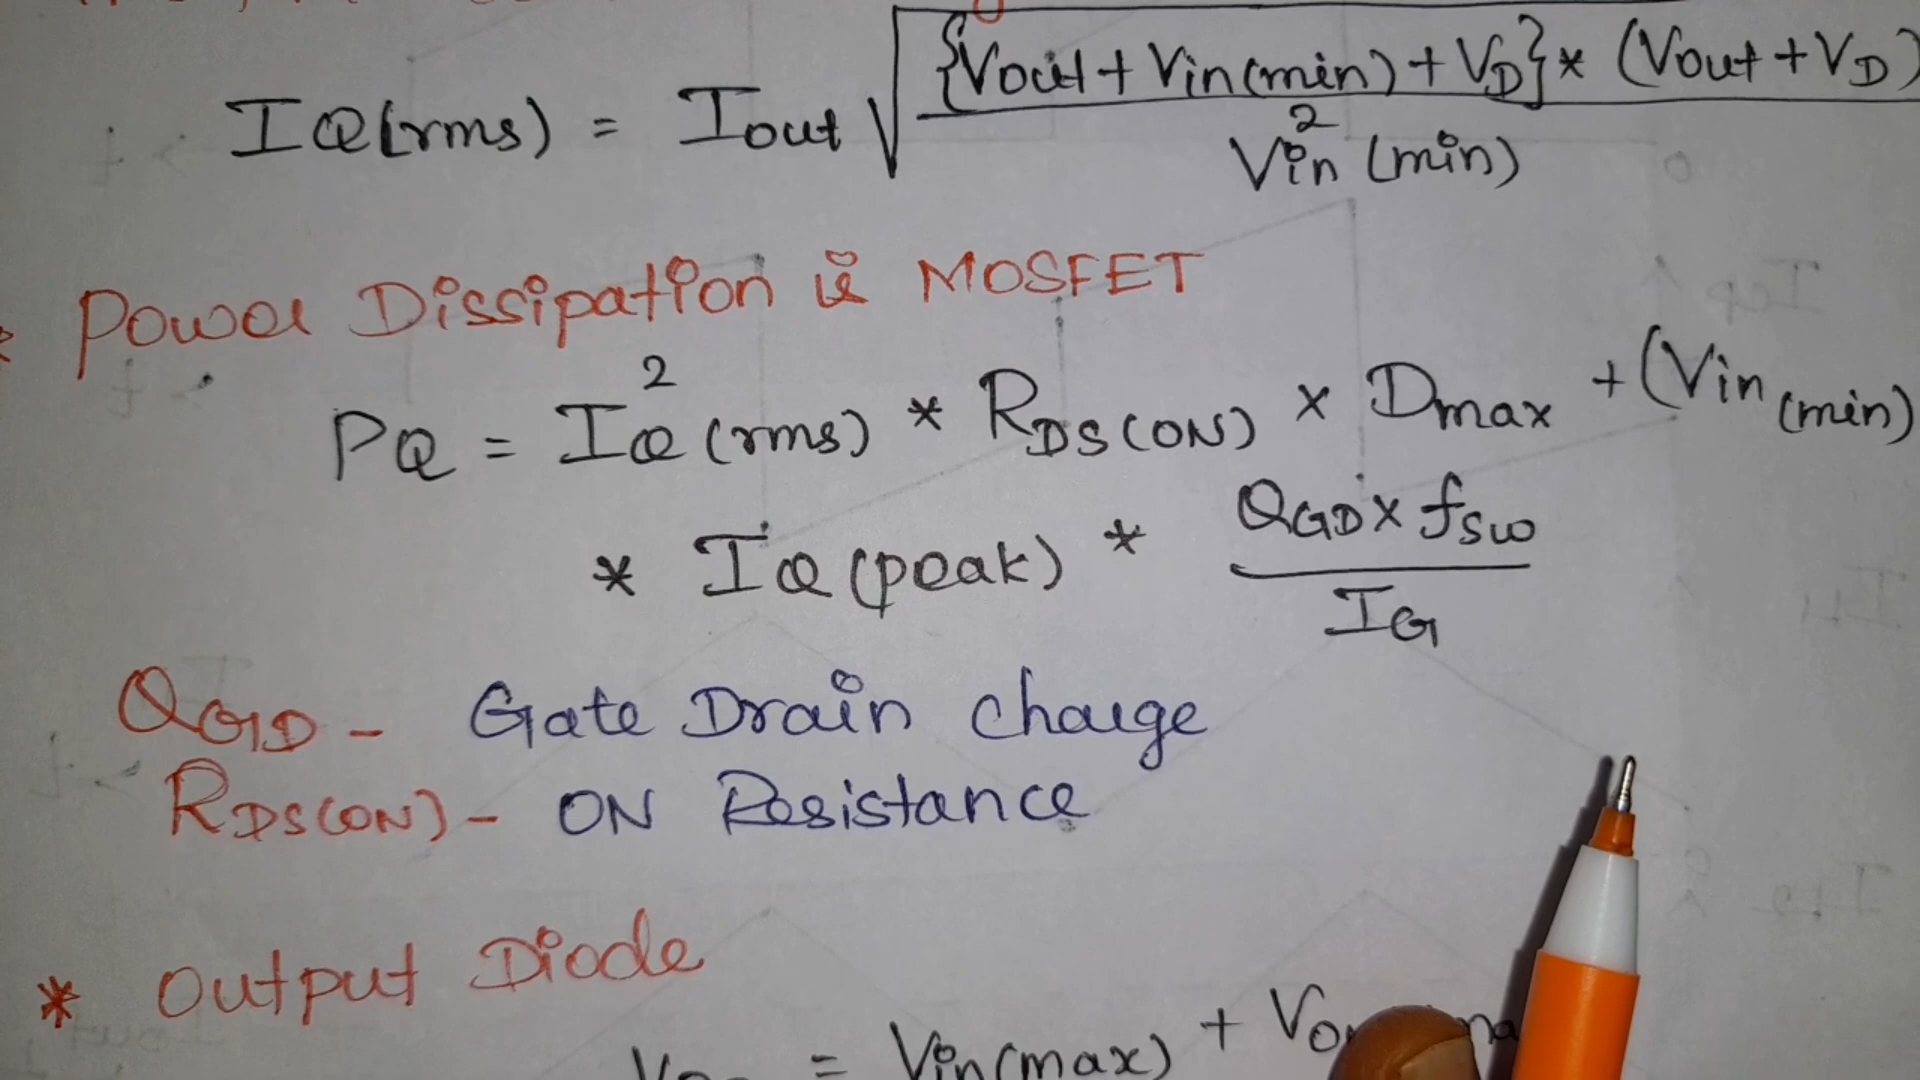 IQ(rms) = Iout √ {Vout + Vin(min) + VD} * (Vout + VD) / Vin²(min)
Power Dissipation in MOSFET
PQ = IQ²(rms) * RDS(ON) × Dmax + (Vin(min)
* IQ(peak) * QGD × fsw / IG
QGD - Gate Drain charge
RDS(ON) - ON Resistance
* Output Diode
= Vin(max) +